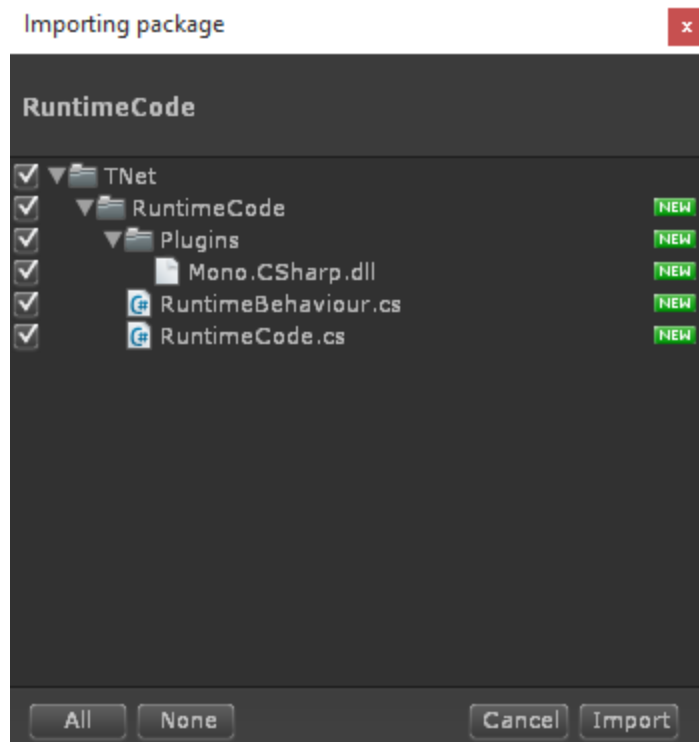 Importing package x
RuntimeCode
TNet
RuntimeCode NEW
Plugins NEW
Mono.CSharp.dll NEW
C# RuntimeBehaviour.cs NEW
C# RuntimeCode.cs NEW
All None Cancel Import